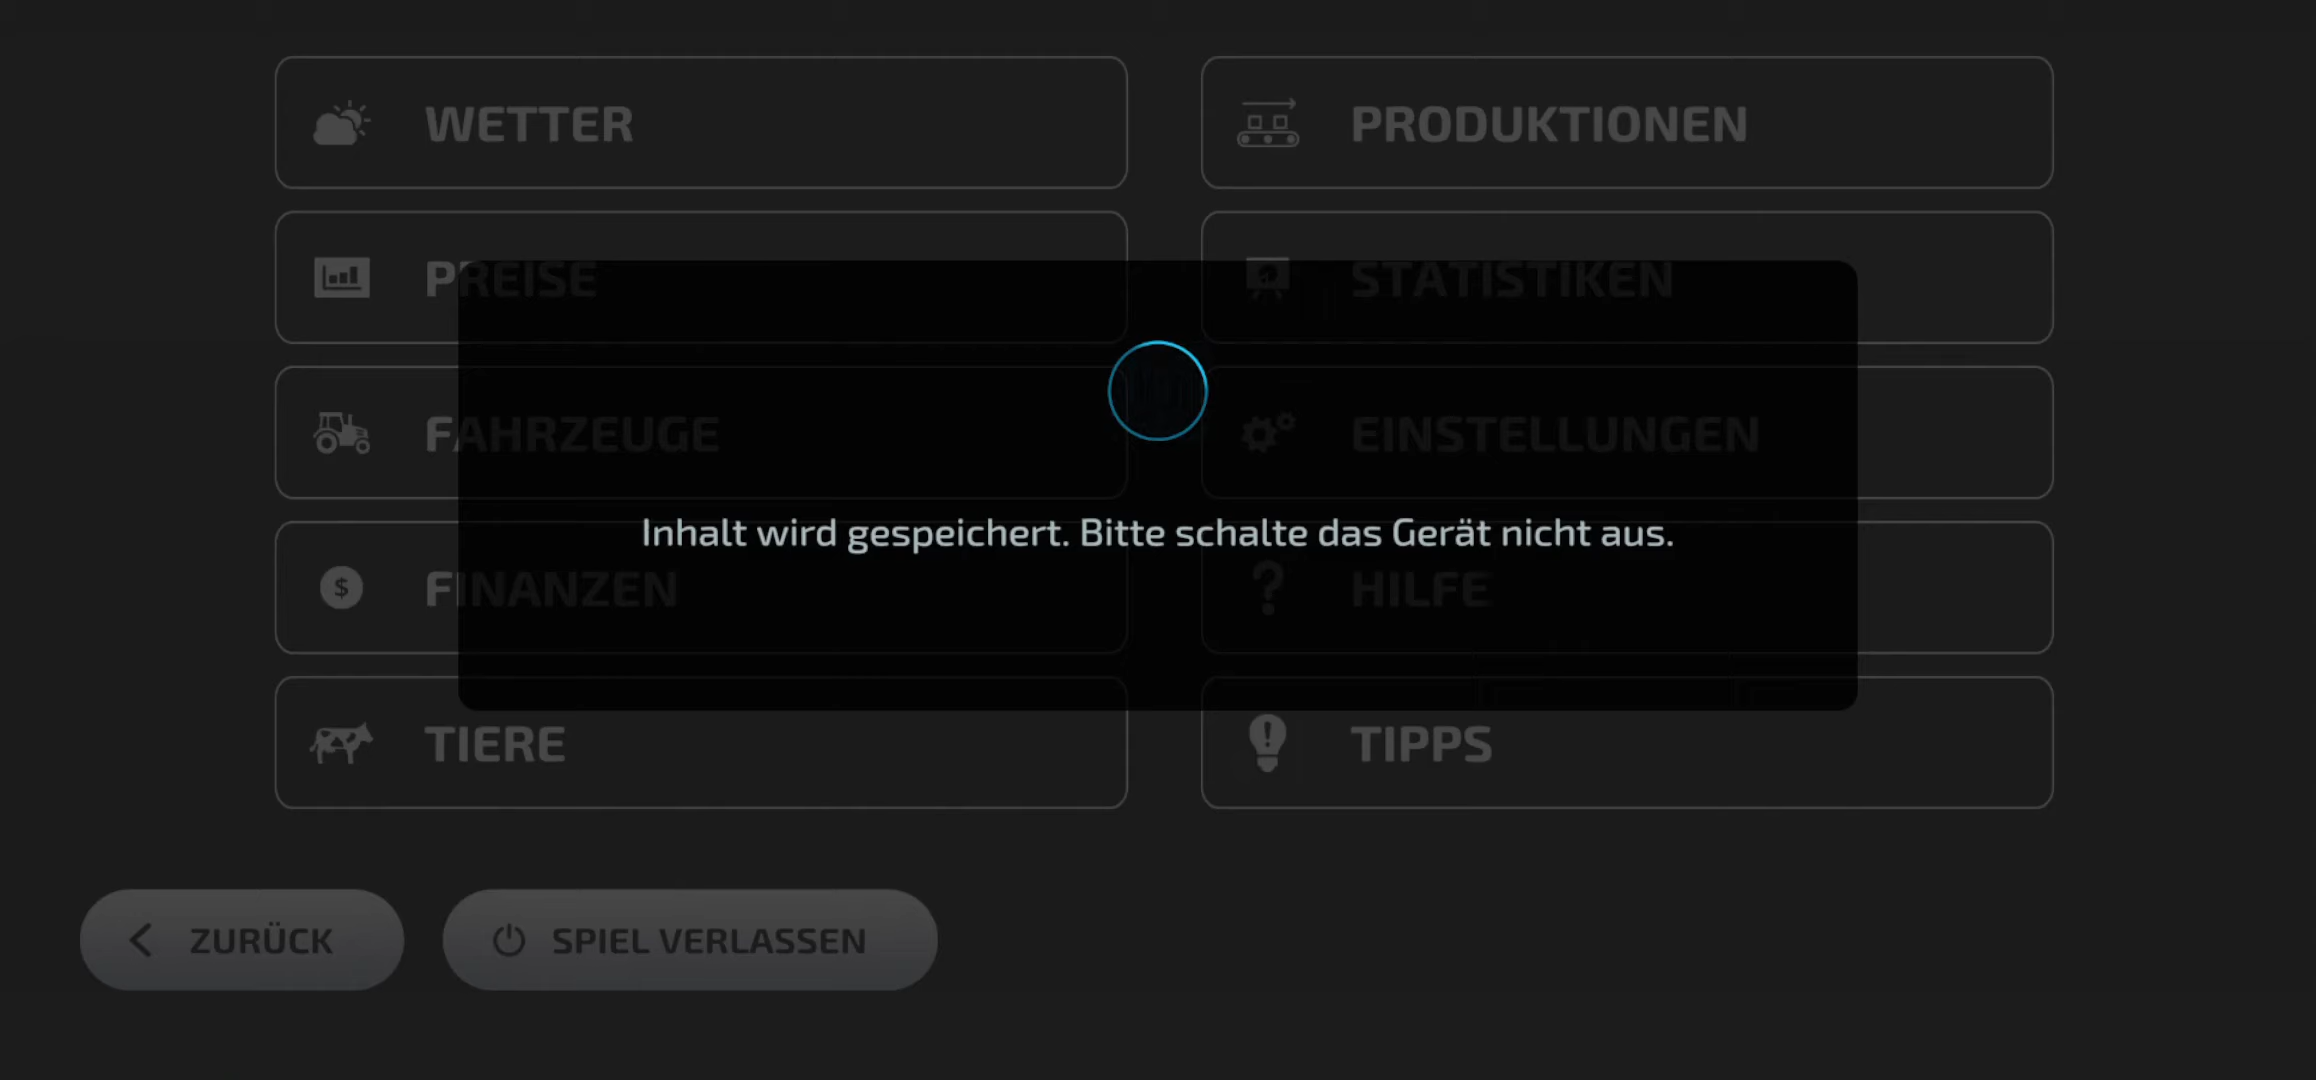 WETTER
PRODUKTIONEN
PREISE
STATISTIKEN
FAHRZEUGE
EINSTELLUNGEN
Inhalt wird gespeichert. Bitte schalte das Gerät nicht aus.
FINANZEN
HILFE
TIERE
TIPPS
ZURÜCK
SPIEL VERLASSEN